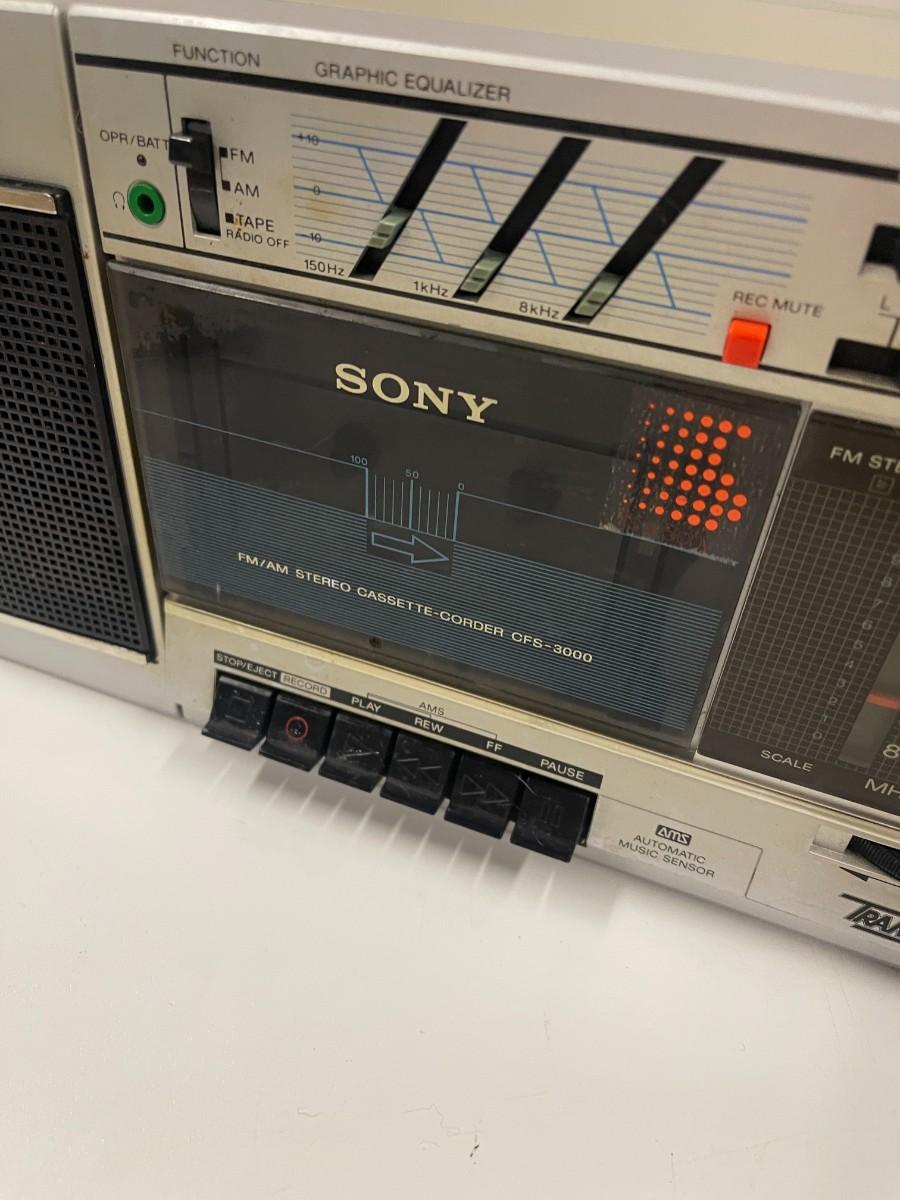 FUNCTION
GRAPHIC EQUALIZER
OPR/BATT
FM
AM
TAPE
RADIO OFF
+10
0
-10
150Hz
1kHz
8kHz
REC MUTE
L
SONY
100 50 0
FM/AM STEREO CASSETTE-CORDER CFS-3000
FM STE
STOP/EJECT RECORD PLAY REW FF PAUSE
AMS
SCALE
MH
AMS
AUTOMATIC
MUSIC SENSOR
TRAN